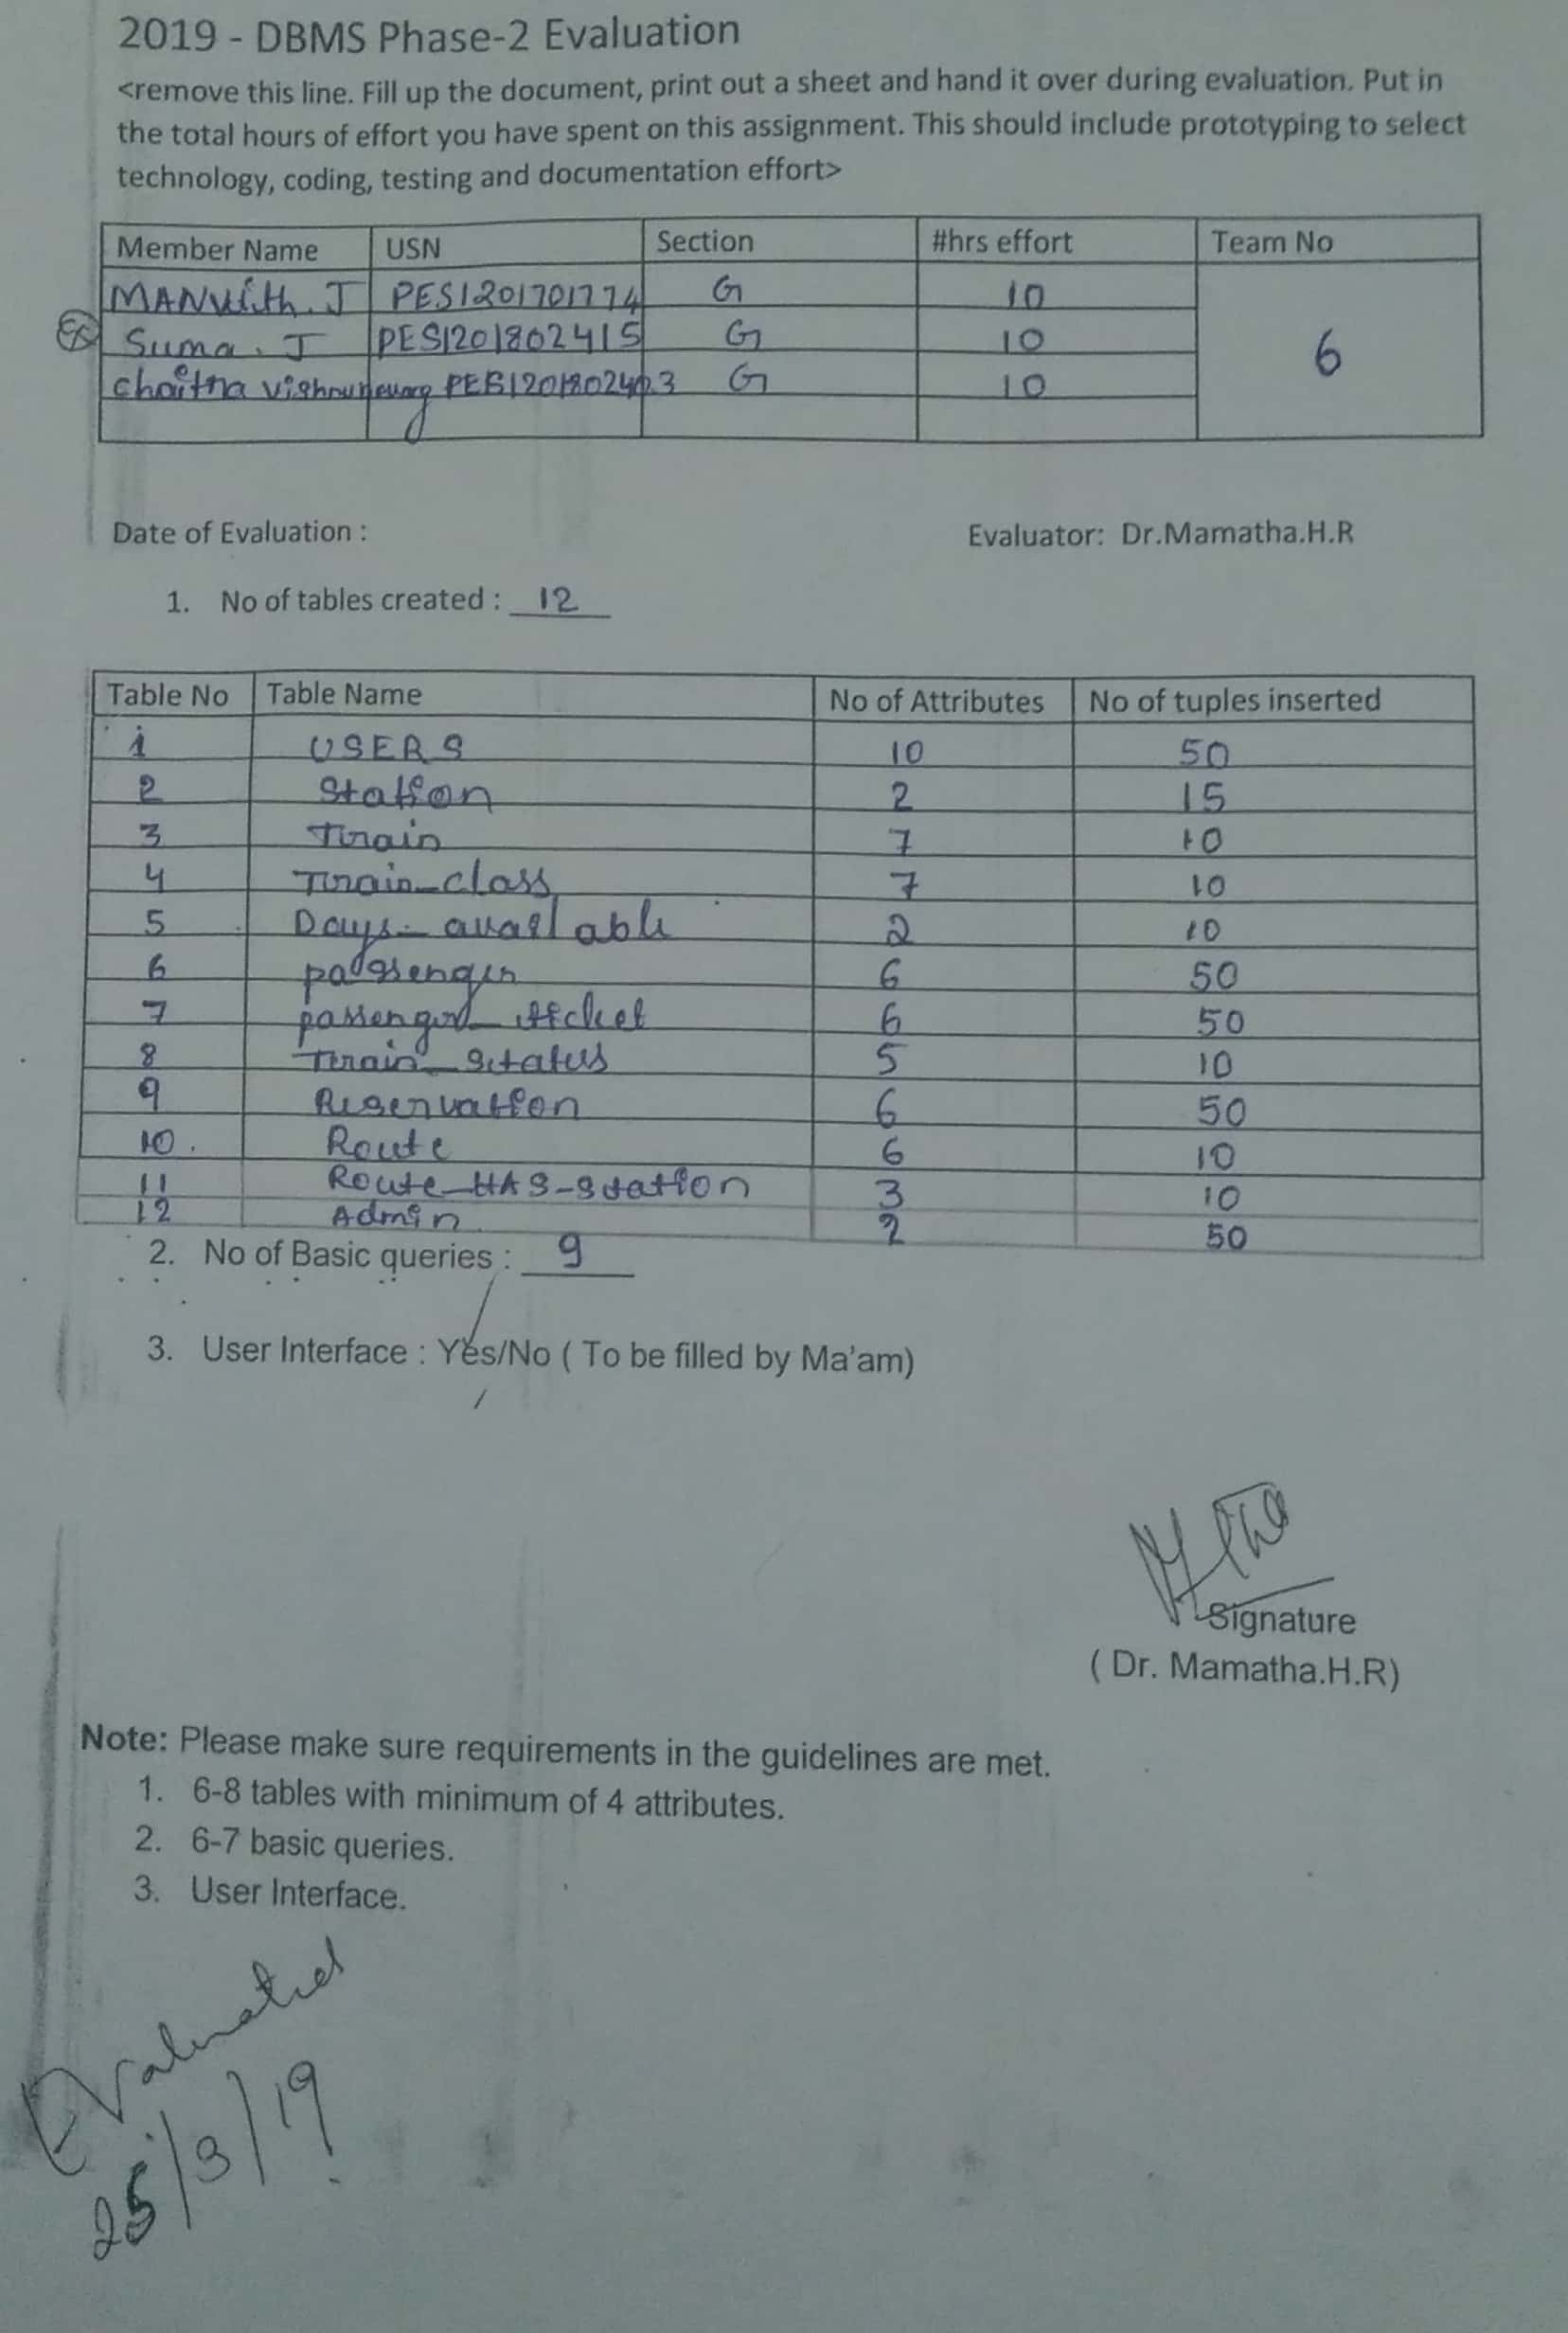 2019 - DBMS Phase-2 Evaluation
<remove this line. Fill up the document, print out a sheet and hand it over during evaluation. Put in
the total hours of effort you have spent on this assignment. This should include prototyping to select
technology, coding, testing and documentation effort>
Member Name USN Section #hrs effort Team No
MANVith. J PES1201701774 G 10
Suma. J PES1201802415 G 10 6
chaitna PES12018024 3 G 10
Date of Evaluation : Evaluator: Dr.Mamatha.H.R
1. No of tables created : 12
Table No Table Name No of Attributes No of tuples inserted
1 USERS 10 50
2 Station 2 15
3 Train 7 10
4 Train_class 7 10
5 Days_available 2 10
6 passenger 6 50
7 passenger_ticket 6 50
8 Train_Status 5 10
9 Reservation 6 50
10. Route 6 10
11 Route_HAS_Station 3 10
12 Admin 2 50
2. No of Basic queries : 9
3. User Interface : Yes/No ( To be filled by Ma'am)
Signature
( Dr. Mamatha.H.R)
Note: Please make sure requirements in the guidelines are met.
1. 6-8 tables with minimum of 4 attributes.
2. 6-7 basic queries.
3. User Interface.
Evaluated
25/3/19